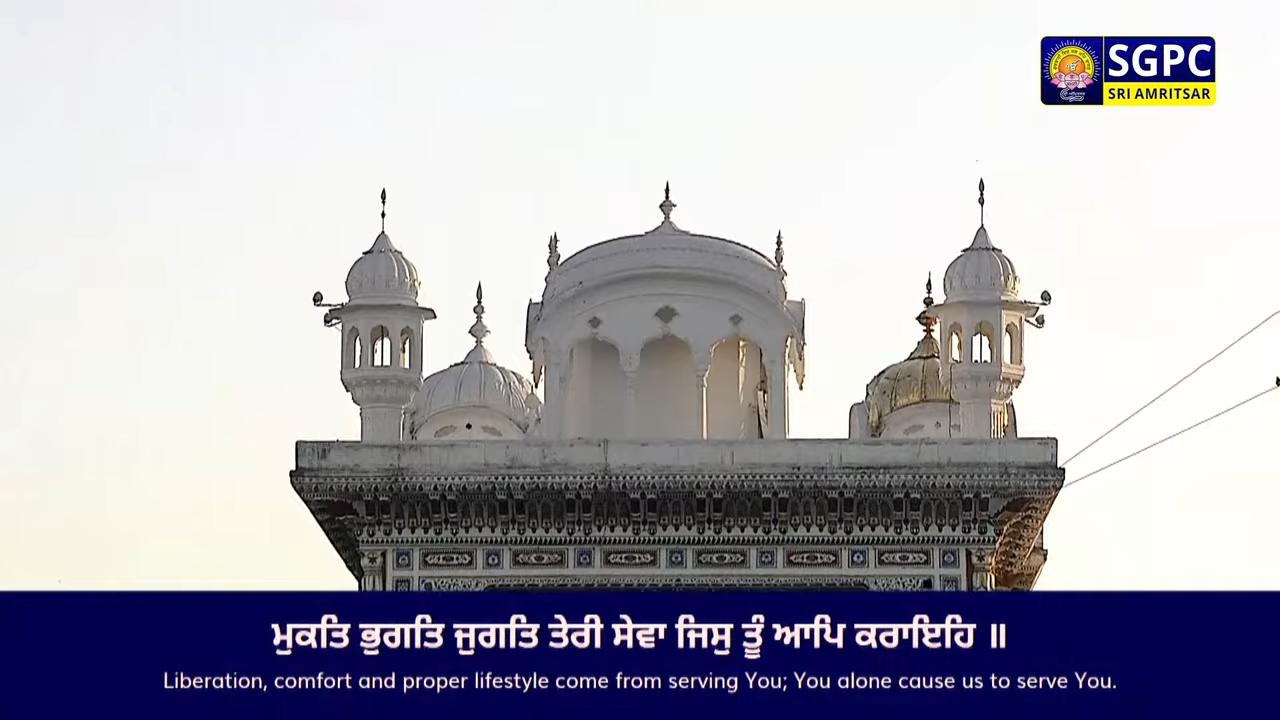 SGPC
SRI AMRITSAR
ਮੁਕਤਿ ਭੁਗਤਿ ਜੁਗਤਿ ਤੇਰੀ ਸੇਵਾ ਜਿਸੁ ਤੂੰ ਆਪਿ ਕਰਾਇਹਿ ॥
Liberation, comfort and proper lifestyle come from serving You; You alone cause us to serve You.